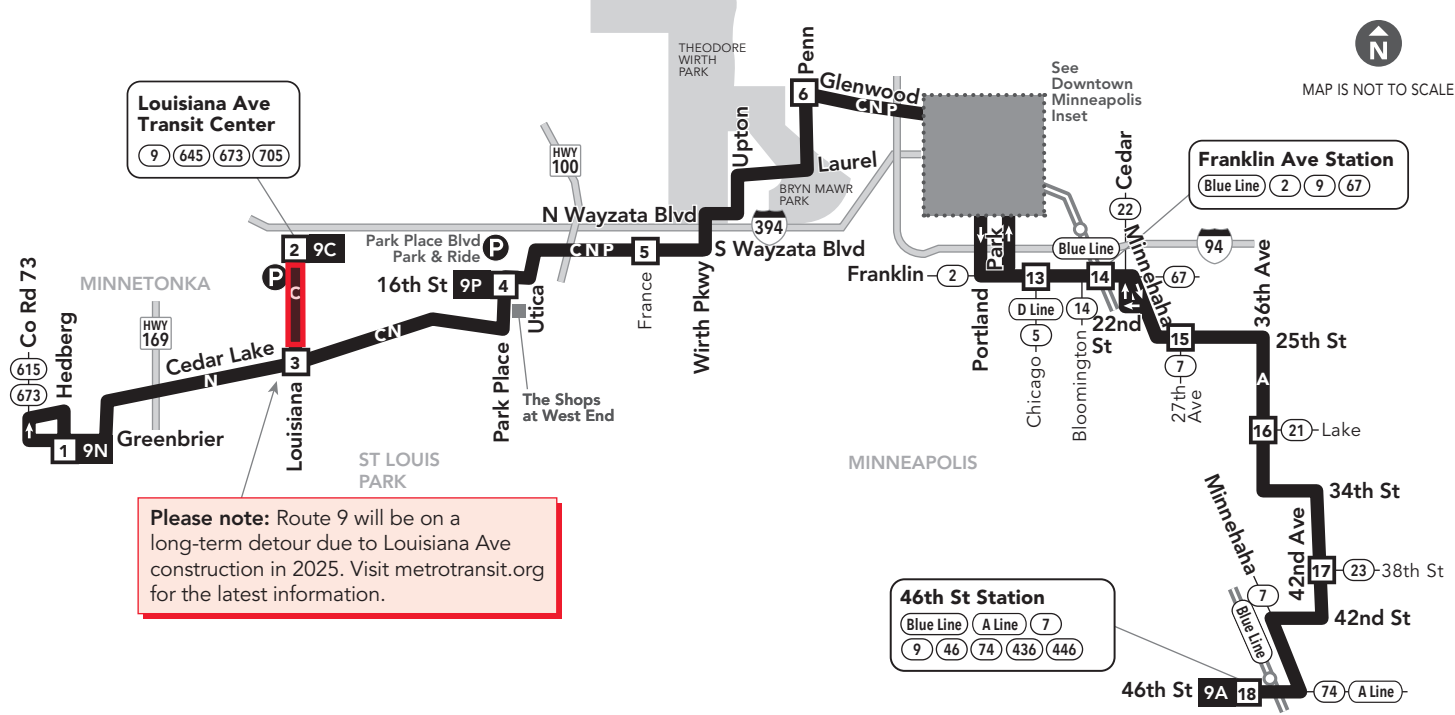 N
MAP IS NOT TO SCALE
THEODORE
WIRTH
PARK
Penn
6
Glenwood
CNP
See
Downtown
Minneapolis
Inset
Louisiana Ave
Transit Center
9 645 673 705
HWY
100
Upton
Laurel
BRYN MAWR
PARK
Cedar
22
Franklin Ave Station
Blue Line 2 9 67
N Wayzata Blvd
394
S Wayzata Blvd
94
2 9C
P
C
Park Place Blvd
Park & Ride
P
CNP
5
France
16th St 9P 4
Utica
Wirth Pkwy
Park
Blue Line
Minnehaha
Franklin 2
13
14
67
D Line
5
Chicago
14
Bloomington
22nd
St
Portland
15
7
27th
Ave
36th Ave
25th St
A
MINNETONKA
HWY
169
Co Rd 73
615
673
Hedberg
Cedar Lake
N
3
CN
Louisiana
Park Place
The Shops
at West End
1 9N
Greenbrier
ST LOUIS
PARK
MINNEAPOLIS
16 21 Lake
34th St
42nd Ave
17 23 38th St
42nd St
Minnehaha
7
Blue Line
Please note: Route 9 will be on a
long-term detour due to Louisiana Ave
construction in 2025. Visit metrotransit.org
for the latest information.
46th St Station
Blue Line A Line 7
9 46 74 436 446
46th St 9A 18
74 A Line